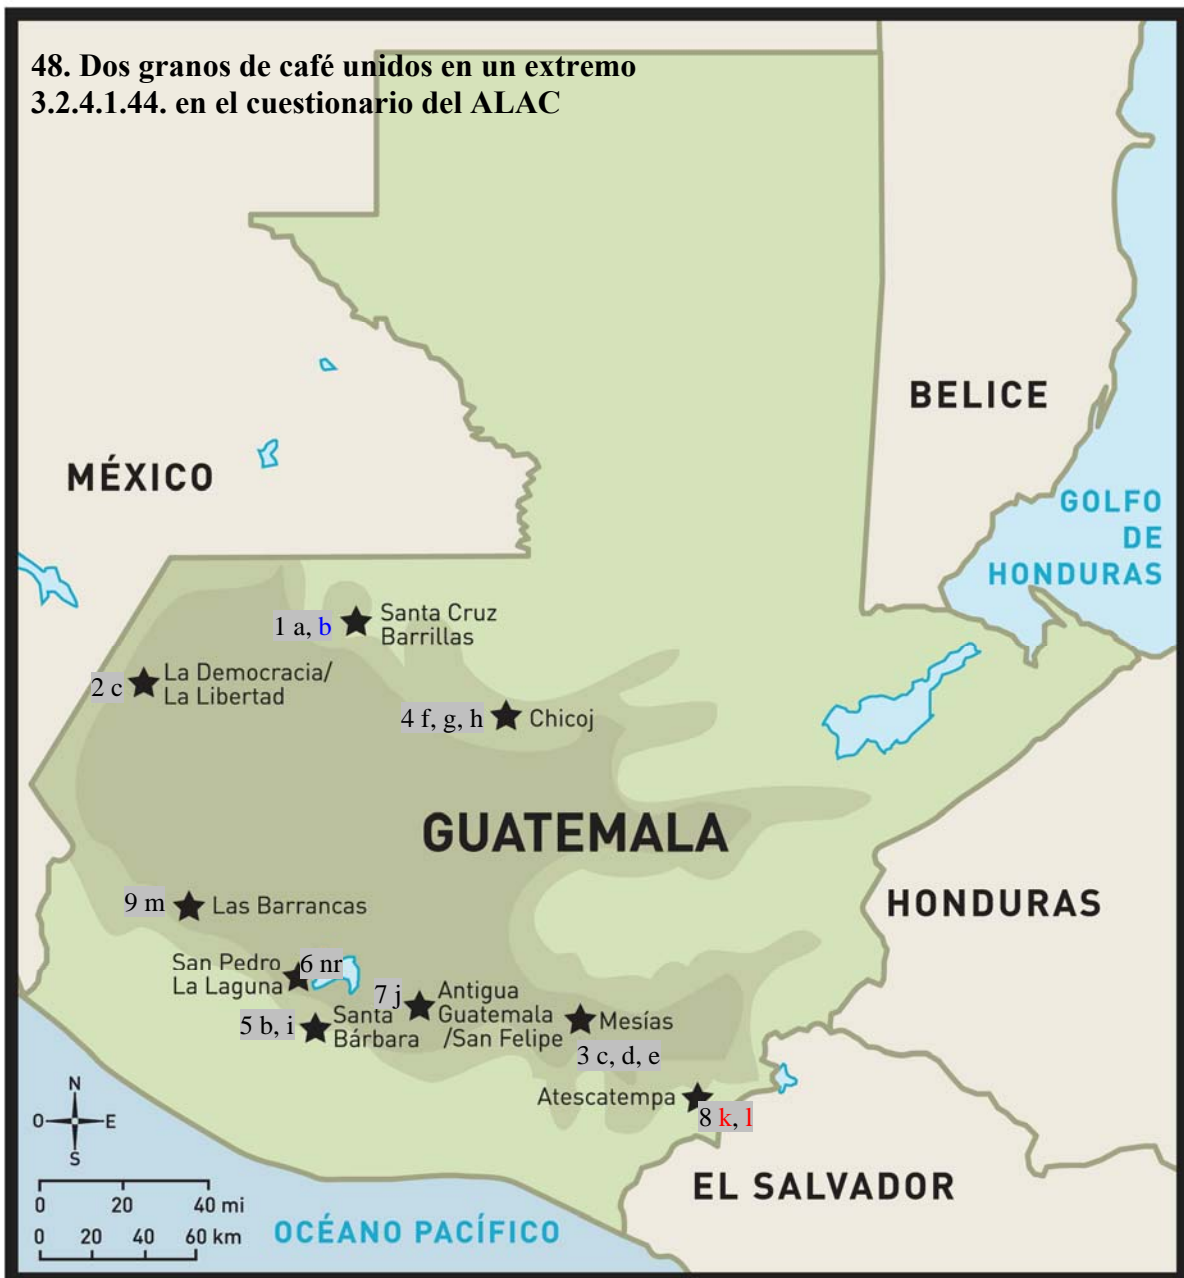 48. Dos granos de café unidos en un extremo
3.2.4.1.44. en el cuestionario del ALAC
BELICE
MÉXICO
GOLFO
DE
HONDURAS
1 a, b
Santa Cruz
Barrillas
2 c
La Democracia/
La Libertad
4 f, g, h
Chicoj
GUATEMALA
HONDURAS
9 m
Las Barrancas
San Pedro
La Laguna
6 nr
7 j
Antigua
Guatemala
/San Felipe
5 b, i
Santa
Bárbara
Mesías
3 c, d, e
Atescatempa
8 k, l
N
O
E
S
0 20 40 mi
0 20 40 60 km
OCÉANO PACÍFICO
EL SALVADOR